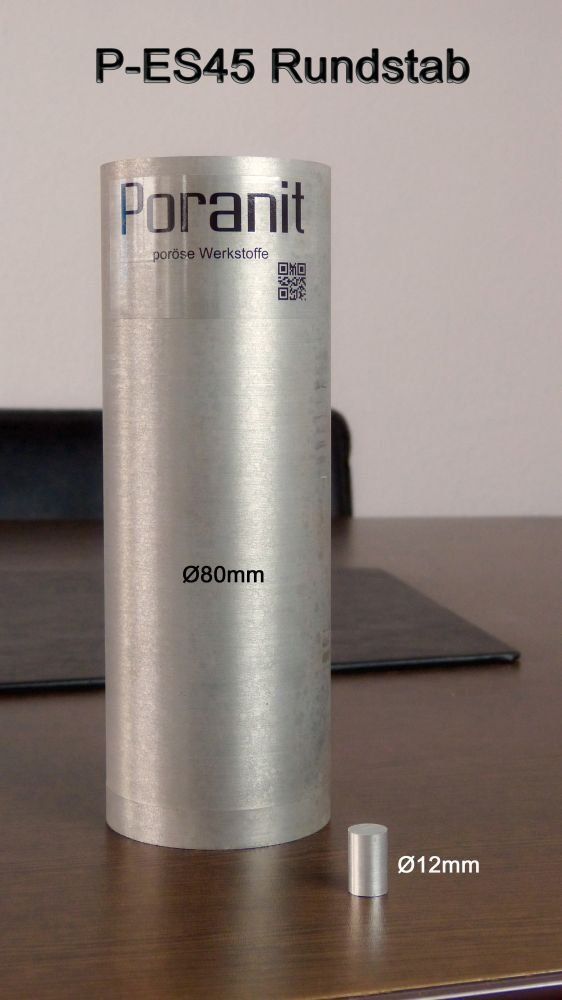 P-ES45 Rundstab
Poranit
poröse Werkstoffe
Ø80mm
Ø12mm